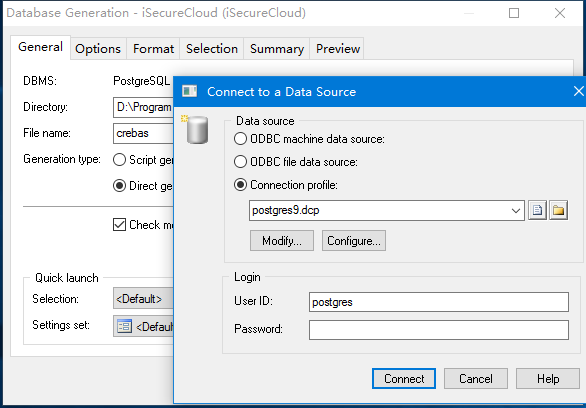 Database Generation - iSecureCloud (iSecureCloud)
General Options Format Selection Summary Preview
DBMS: PostgreSQL
Directory: D:\Program
File name: crebas
Generation type: Script gen
Direct ge
Check mo
Quick launch
Selection: <Default>
Settings set: <Defau
Connect to a Data Source
Data source
ODBC machine data source:
ODBC file data source:
Connection profile:
postgres9.dcp
Modify... Configure...
Login
User ID: postgres
Password:
Connect Cancel Help